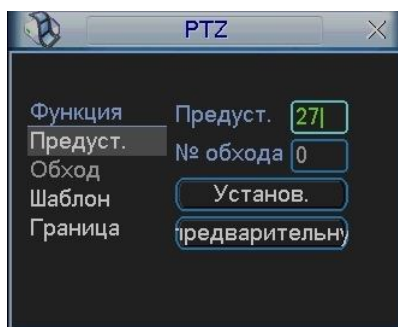 PTZ
Функция
Предуст. 27
Предуст.
№ обхода 0
Обход
Шаблон
Установ.
Граница
предварительну